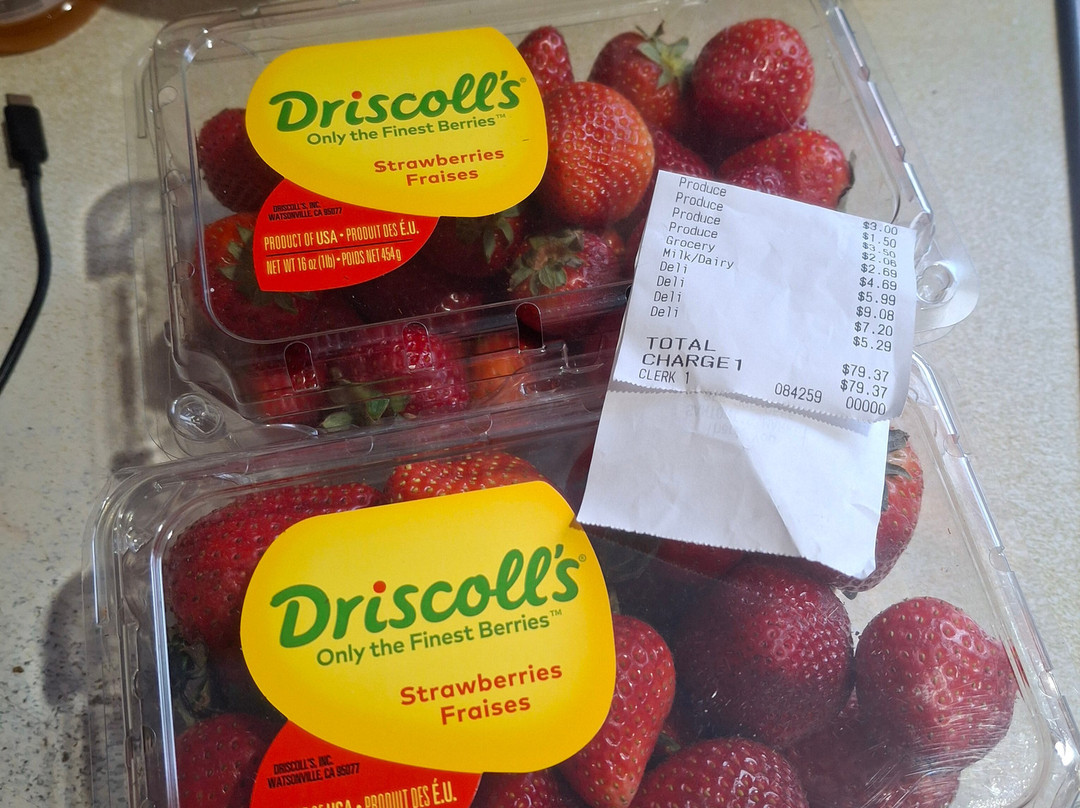 Driscoll's®
Only the Finest Berries™
Strawberries
Fraises
DRISCOLL'S, INC.
WATSONVILLE, CA 95077
PRODUCT OF USA • PRODUIT DES É.U.
NET WT 16 oz (1lb) • POIDS NET 454 g
Produce $3.00
Produce $1.50
Produce $3.50
Produce $2.06
Grocery $2.69
Milk/Dairy $4.69
Deli $5.99
Deli $9.08
Deli $7.20
Deli $5.29
TOTAL $79.37
CHARGE1 $79.37
CLERK 1 084259 00000
Driscoll's®
Only the Finest Berries™
Strawberries
Fraises
DRISCOLL'S, INC.
WATSONVILLE, CA 95077
OF USA • PRODUIT DES É.U.